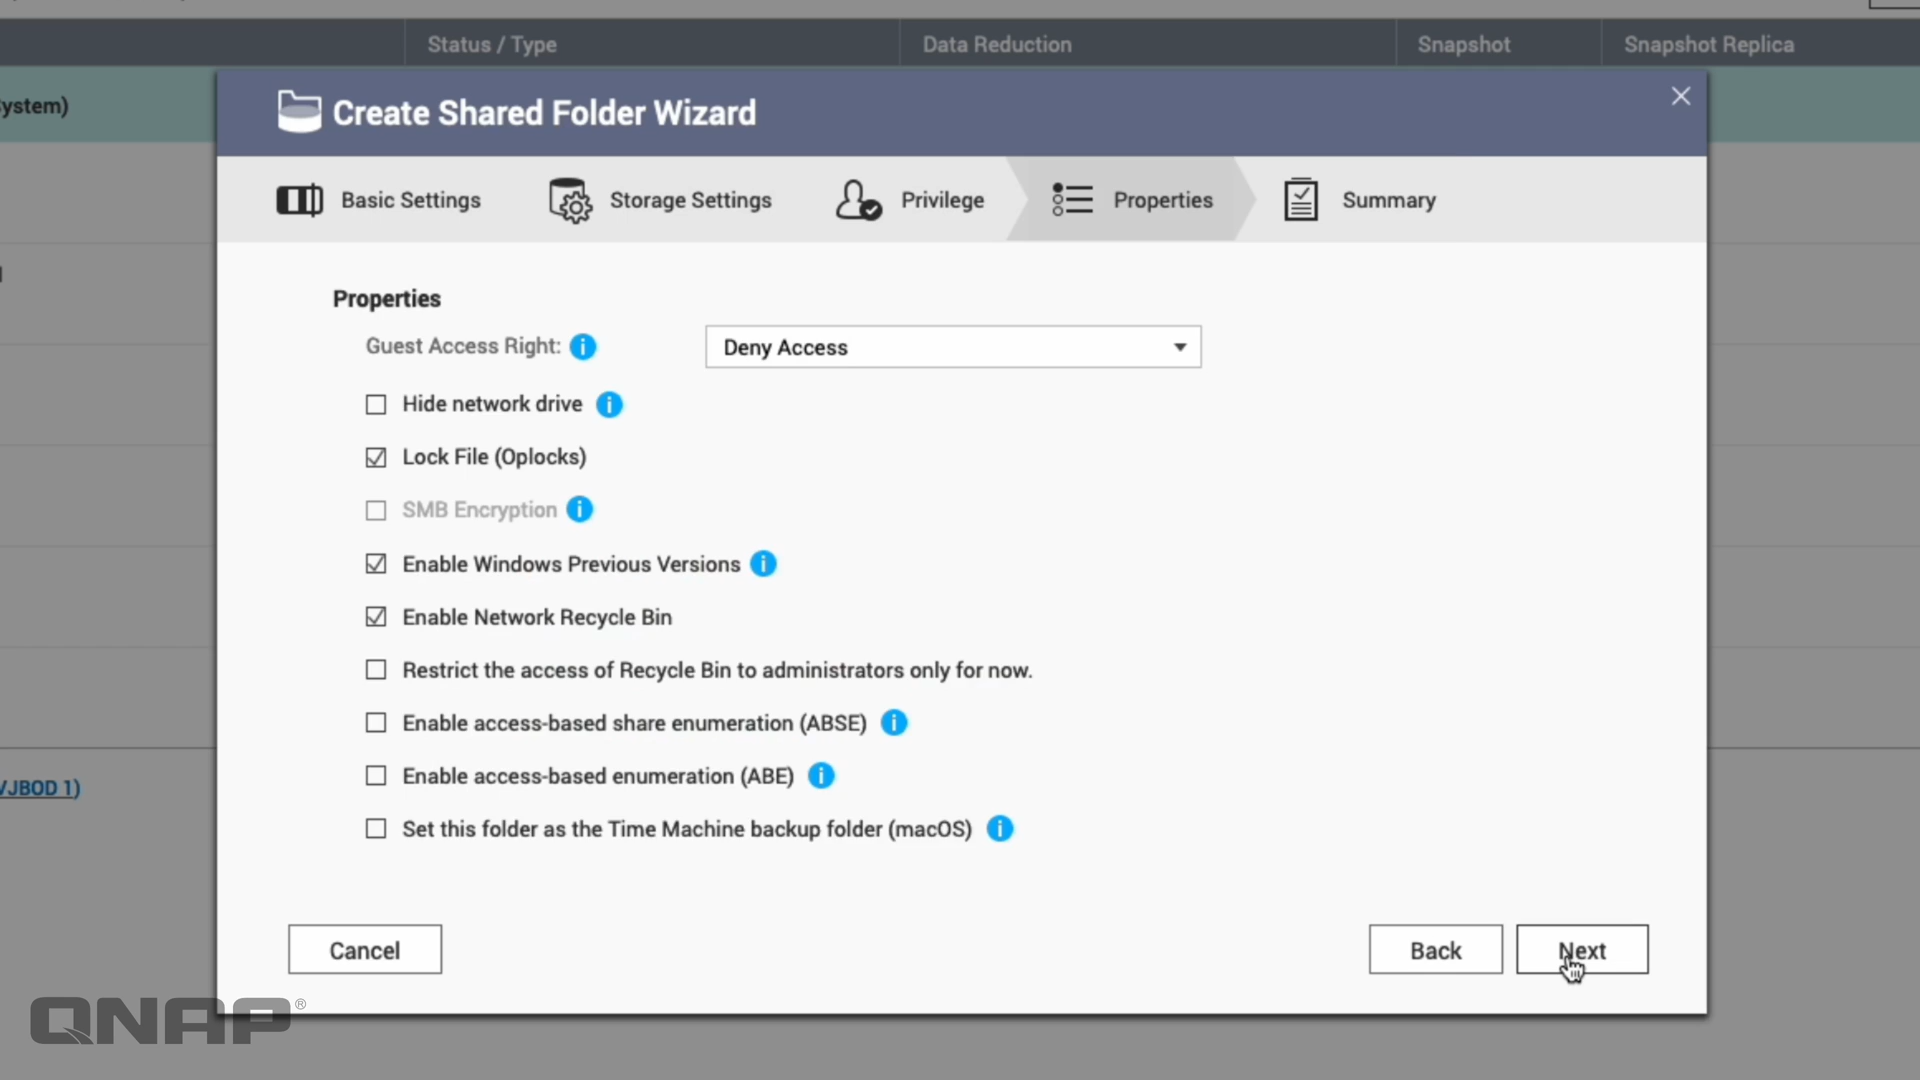 Status / Type
Data Reduction
Snapshot
Snapshot Replica
ystem)
Create Shared Folder Wizard
Basic Settings
Storage Settings
Privilege
Properties
Summary
Properties
Guest Access Right:
Deny Access
Hide network drive
Lock File (Oplocks)
SMB Encryption
Enable Windows Previous Versions
Enable Network Recycle Bin
Restrict the access of Recycle Bin to administrators only for now.
Enable access-based share enumeration (ABSE)
Enable access-based enumeration (ABE)
VJBOD 1)
Set this folder as the Time Machine backup folder (macOS)
Cancel
Back
Next
QNAP®